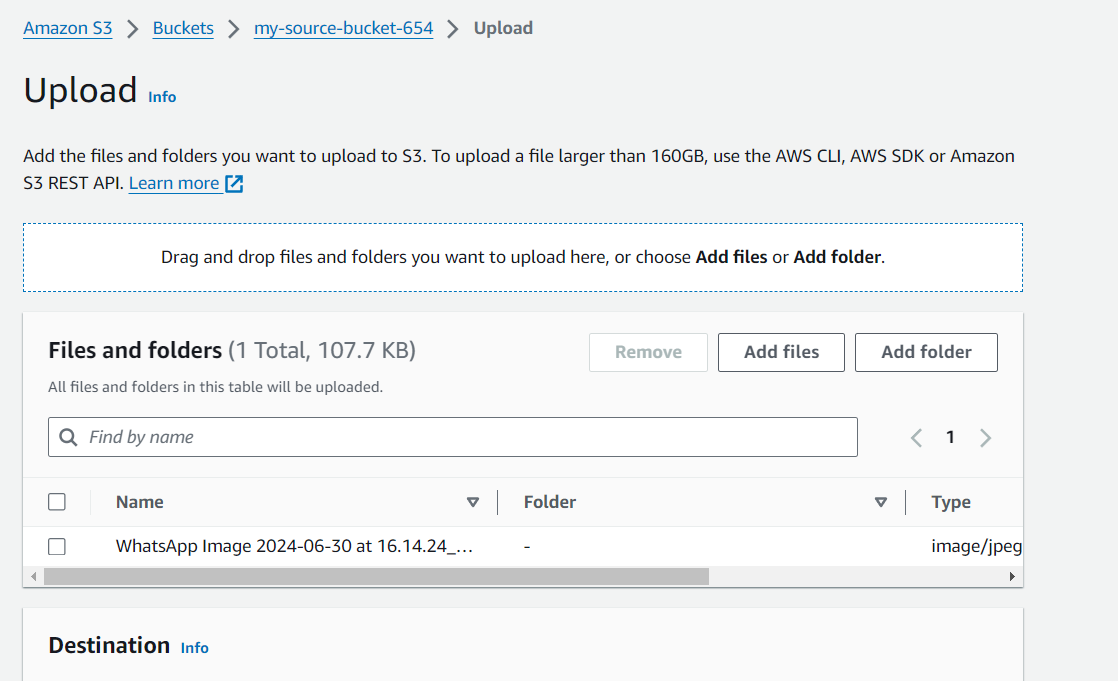 Amazon S3 > Buckets > my-source-bucket-654 > Upload
Upload Info
Add the files and folders you want to upload to S3. To upload a file larger than 160GB, use the AWS CLI, AWS SDK or Amazon
S3 REST API. Learn more
Drag and drop files and folders you want to upload here, or choose Add files or Add folder.
Files and folders (1 Total, 107.7 KB)
Remove Add files Add folder
All files and folders in this table will be uploaded.
Find by name
1
Name Folder Type
WhatsApp Image 2024-06-30 at 16.14.24_... - image/jpeg
Destination Info